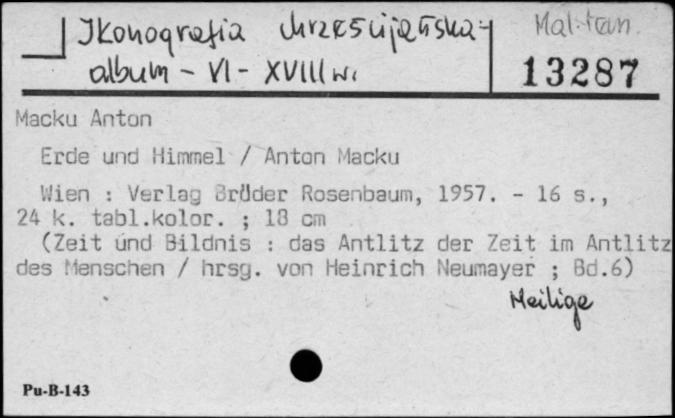 Ikonografia chrześcijańska -
album - VI - XVIII w.
Mal. tem.
13287
Macku Anton
Erde und Himmel / Anton Macku
Wien : Verlag Brüder Rosenbaum, 1957. - 16 s.,
24 k. tabl.kolor. ; 18 cm
(Zeit und Bildnis : das Antlitz der Zeit im Antlitz
des Menschen / hrsg. von Heinrich Neumayer ; Bd.6)
Heilige
Pu-B-143